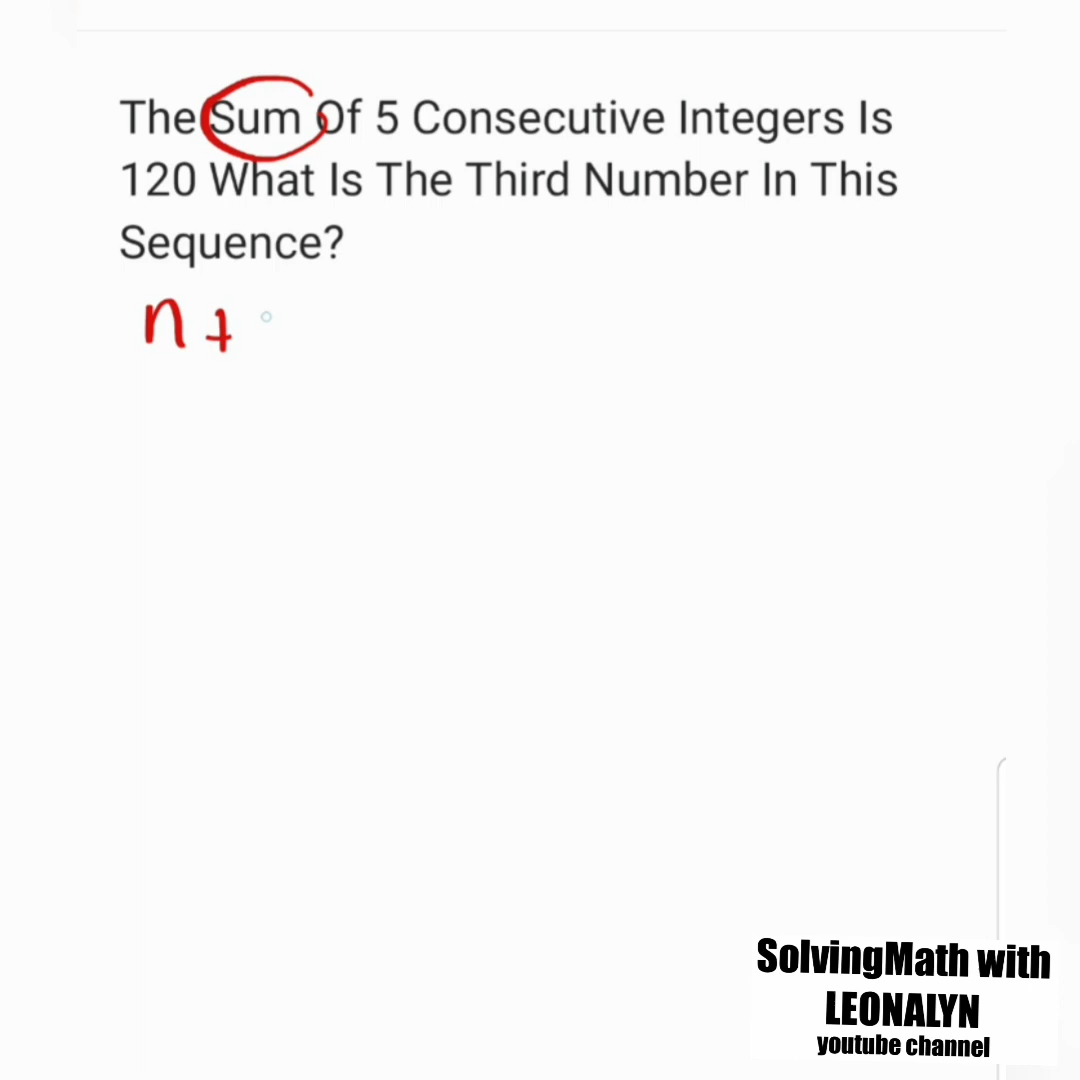 The Sum Of 5 Consecutive Integers Is
120 What Is The Third Number In This
Sequence?
n +
SolvingMath with
LEONALYN
youtube channel